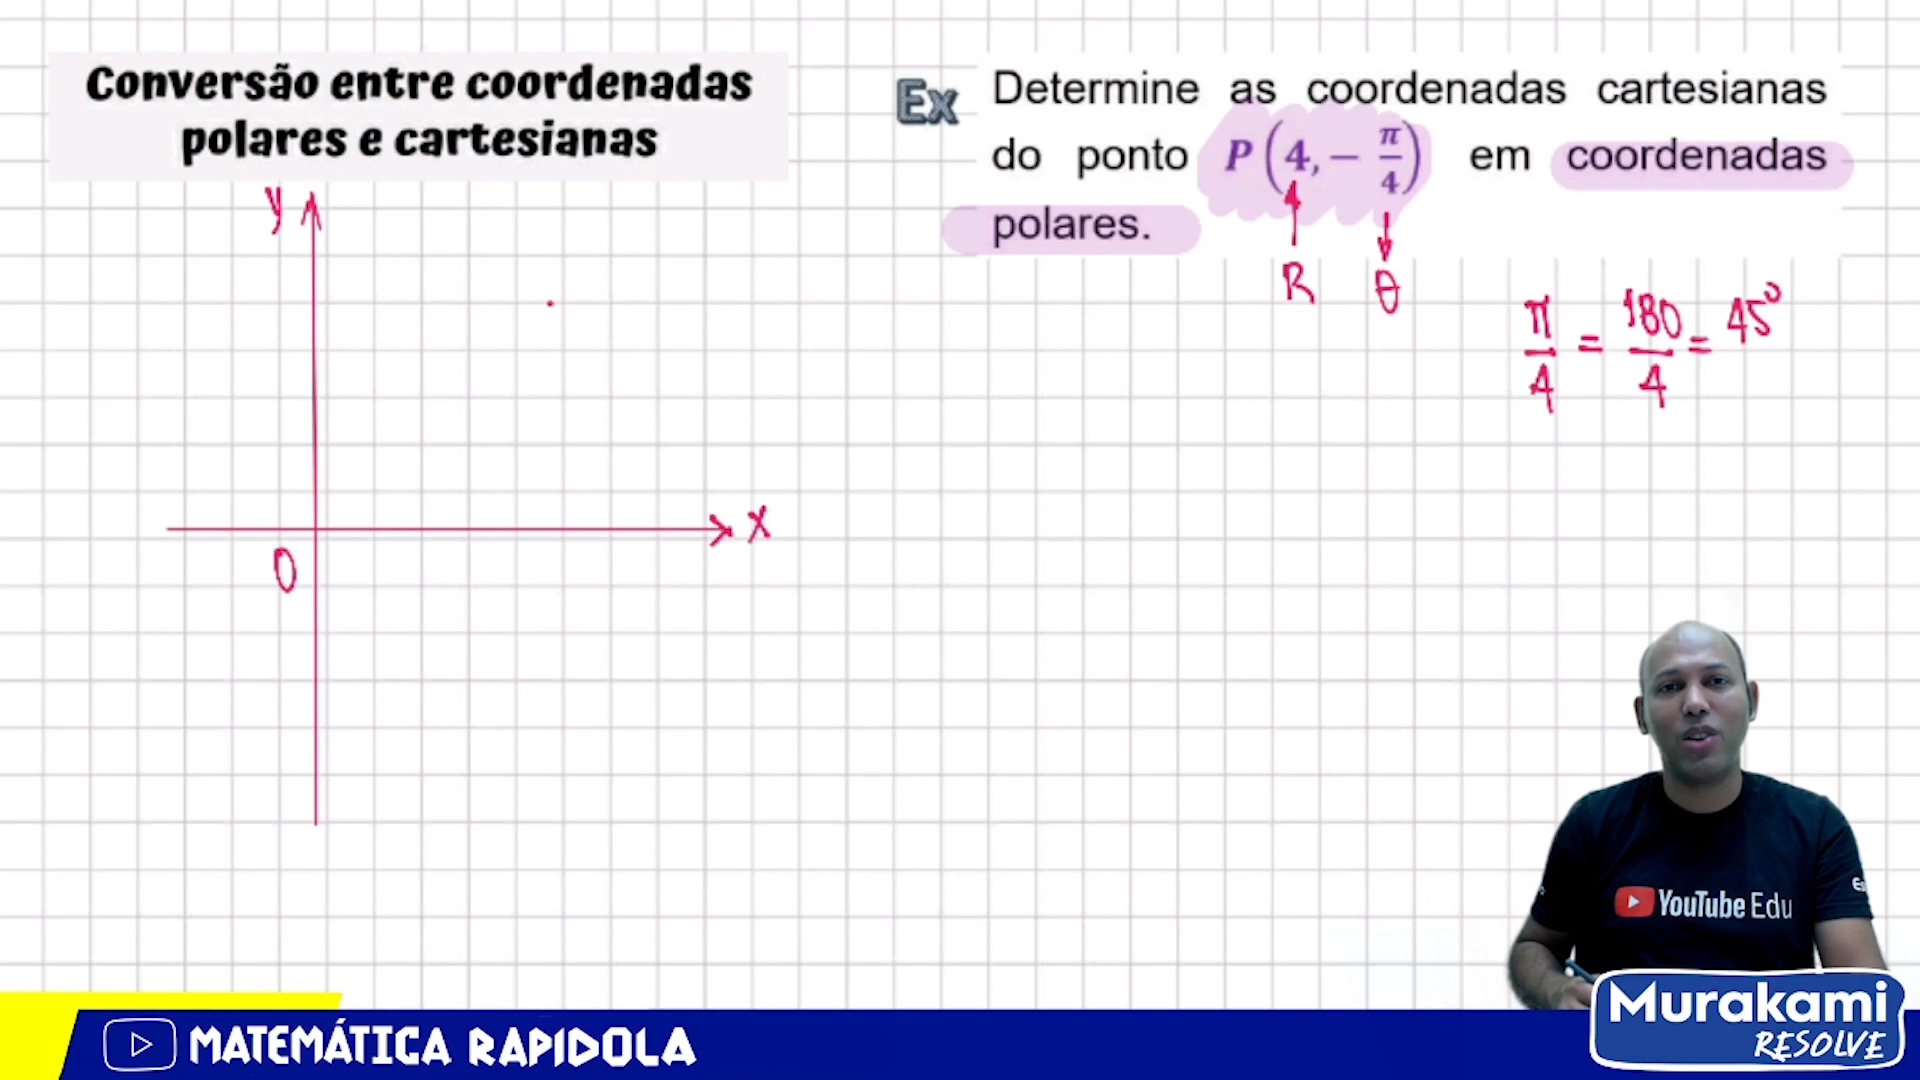 Conversão entre coordenadas
polares e cartesianas
Ex
Determine as coordenadas cartesianas
do ponto P(4, − π/4) em coordenadas
polares.
R θ
π/4 = 180/4 = 45°
y
x
0
YouTube Edu
MATEMÁTICA RAPIDOLA
Murakami
RESOLVE